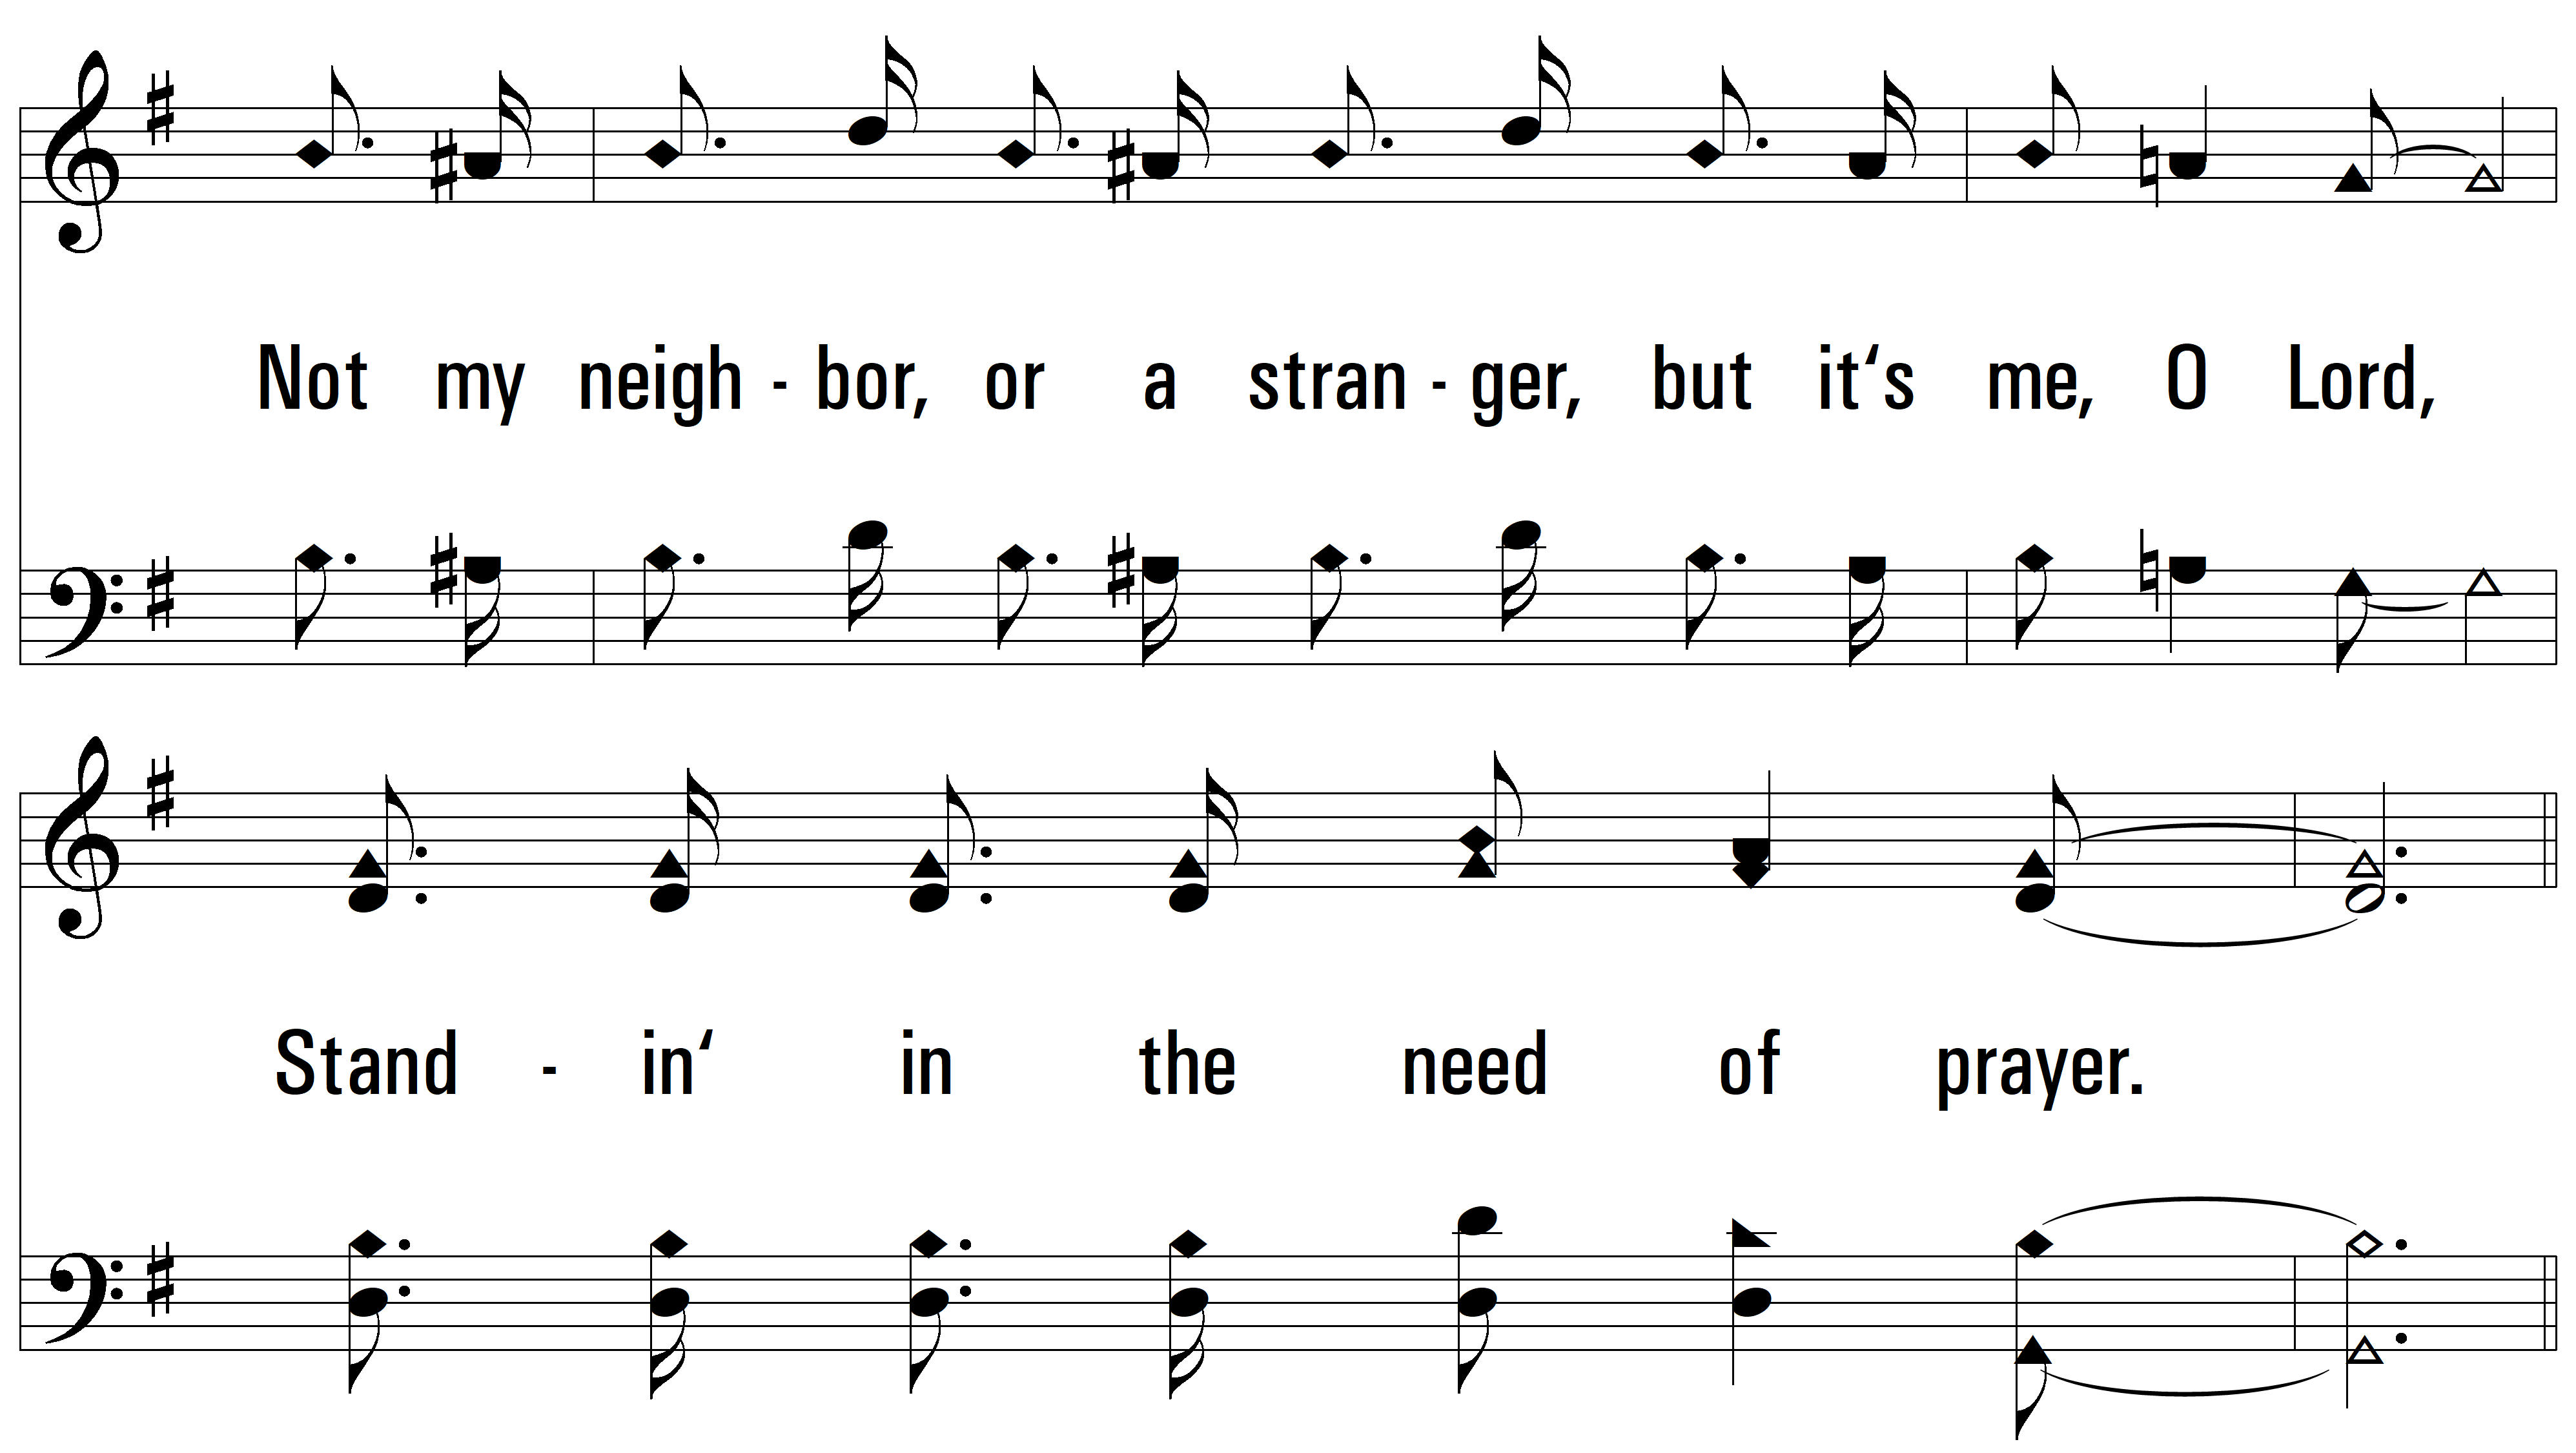 Not my neigh - bor, or a stran - ger, but it‘s me, O Lord,
Stand - in‘ in the need of prayer.